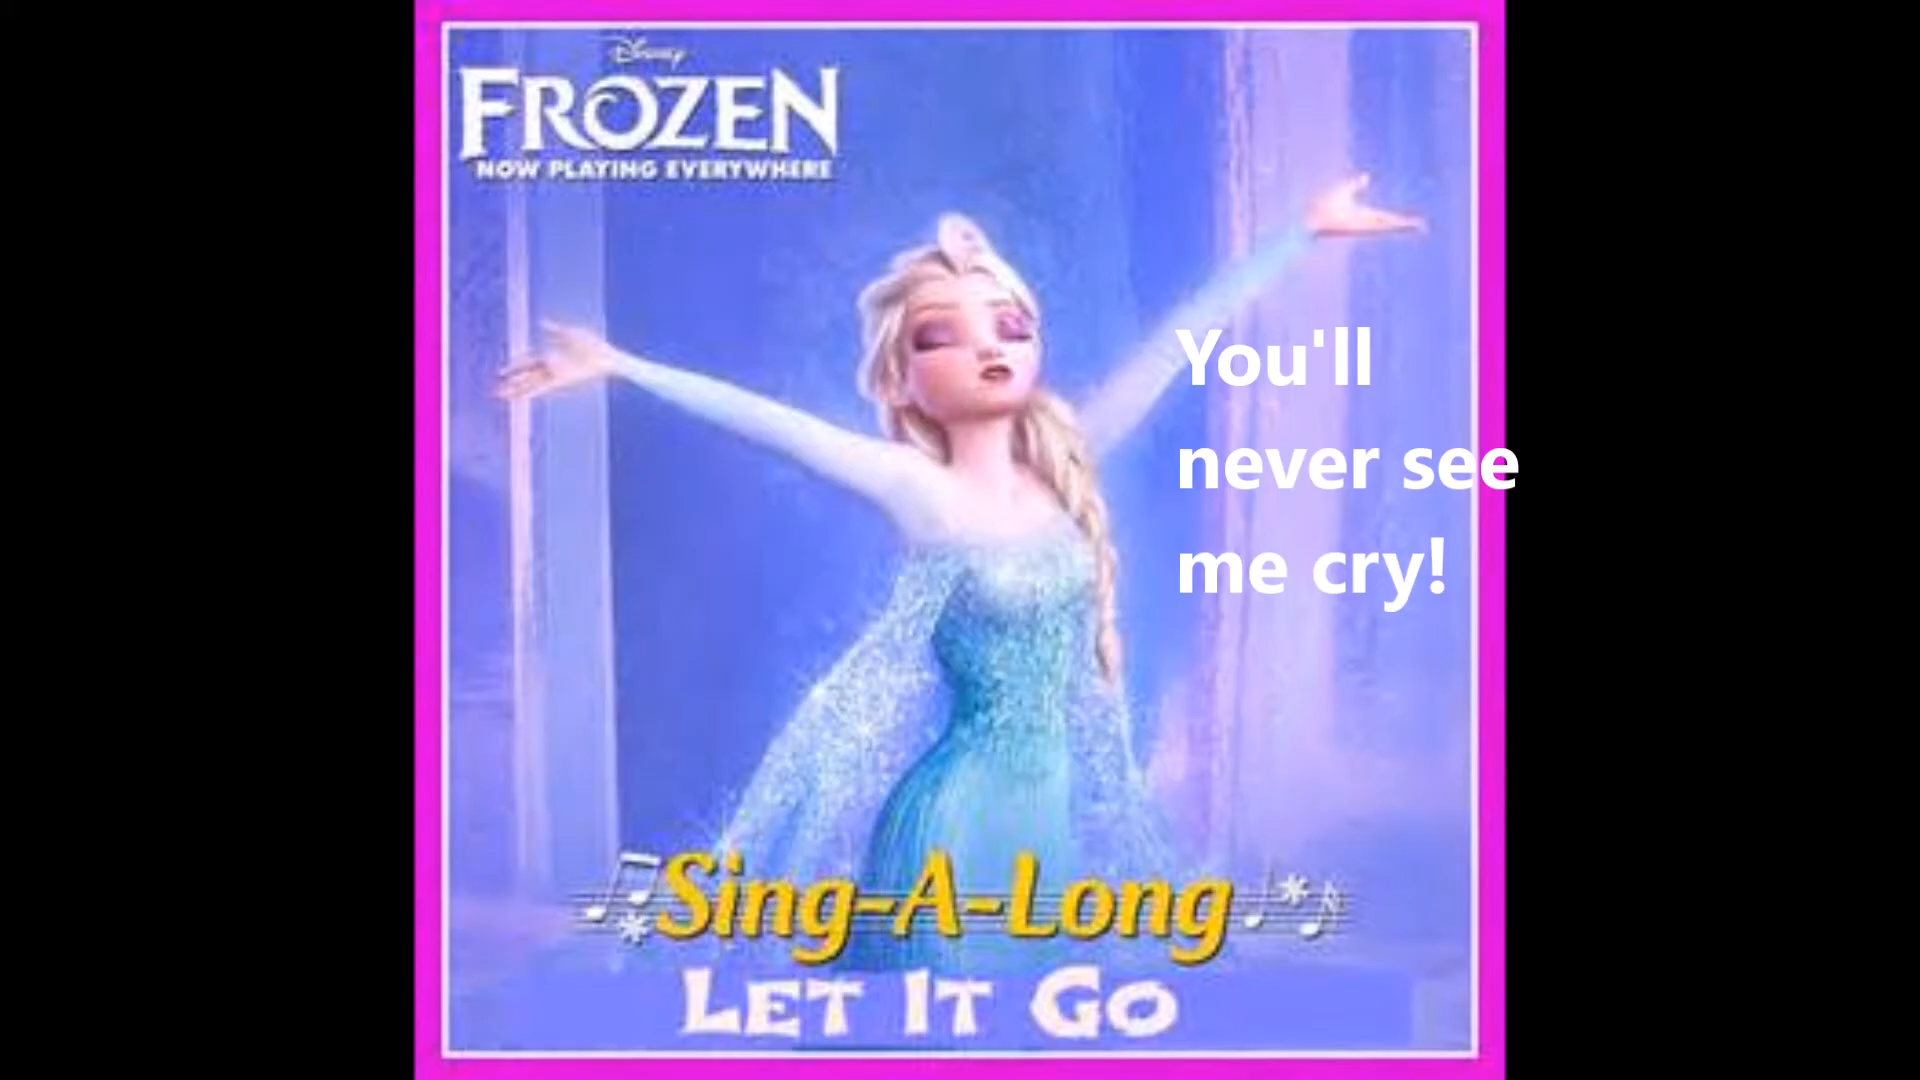 Disney
FROZEN
NOW PLAYING EVERYWHERE
You'll
never see
me cry!
Sing-A-Long
LET IT GO